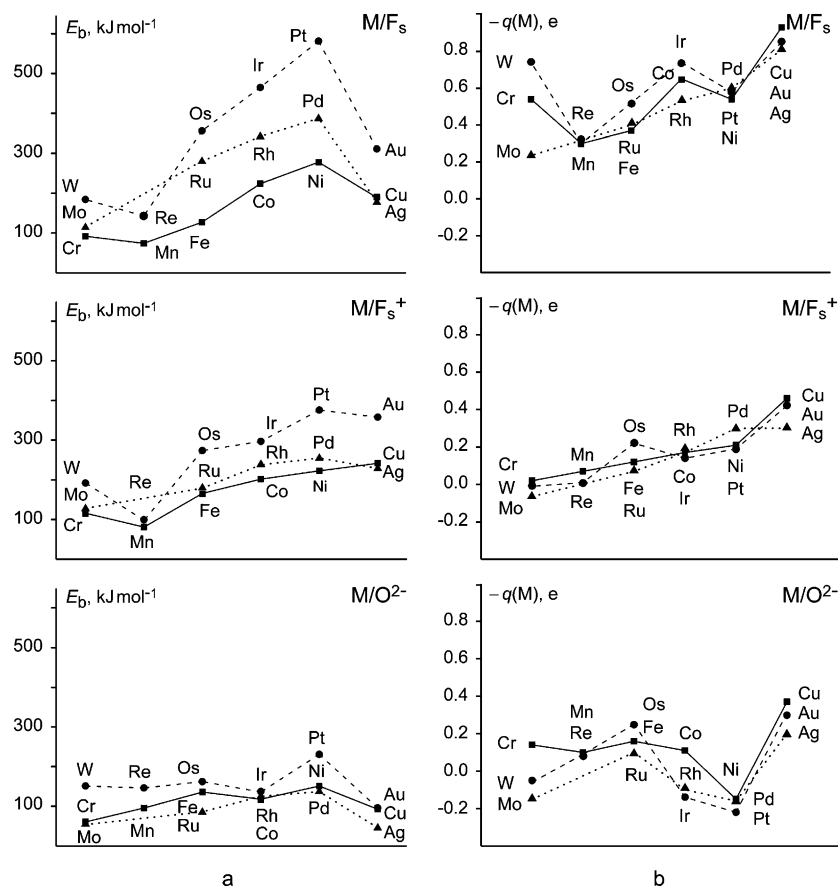 E_b, kJ mol⁻¹ M/Fₛ
500
300
100
Pt
Ir
Os
Pd
Rh
Ru
Au
W
Mo
Re
Ni
Co
Cu
Ag
Cr
Mn
Fe
– q(M), e M/Fₛ
0.8
0.6
0.4
0.2
0.0
-0.2
W
Cr
Mo
Re
Mn
Os
Ru
Fe
Ir
Co
Rh
Pd
Pt
Ni
Cu
Au
Ag
E_b, kJ mol⁻¹ M/Fₛ⁺
500
300
100
W
Mo
Cr
Re
Mn
Os
Ru
Fe
Ir
Rh
Co
Pt
Pd
Ni
Au
Cu
Ag
– q(M), e M/Fₛ⁺
0.8
0.6
0.4
0.2
0.0
-0.2
Cr
W
Mo
Mn
Re
Os
Fe
Ru
Rh
Co
Ir
Pd
Ni
Pt
Cu
Au
Ag
E_b, kJ mol⁻¹ M/O²⁻
500
300
100
W
Cr
Mo
Re
Mn
Os
Fe
Ru
Ir
Rh
Co
Pt
Ni
Pd
Au
Cu
Ag
– q(M), e M/O²⁻
0.8
0.6
0.4
0.2
0.0
-0.2
Cr
W
Mo
Mn
Re
Os
Fe
Ru
Co
Rh
Ir
Ni
Pd
Pt
Cu
Au
Ag
a
b